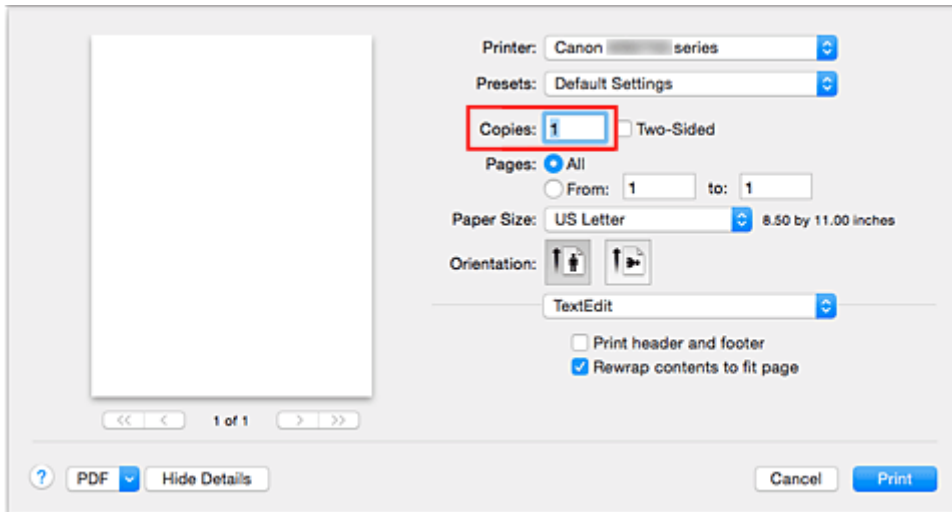 Printer: Canon series
Presets: Default Settings
Copies: 1 Two-Sided
Pages: All
From: 1 to: 1
Paper Size: US Letter 8.50 by 11.00 inches
Orientation:
TextEdit
Print header and footer
Rewrap contents to fit page
<< < 1 of 1 > >>
? PDF Hide Details Cancel Print